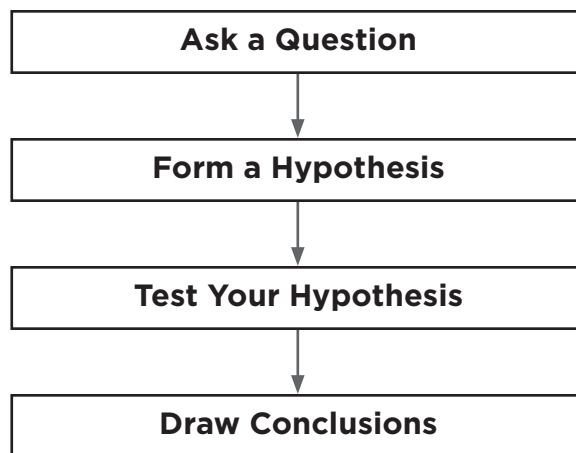 Ask a Question
Form a Hypothesis
Test Your Hypothesis
Draw Conclusions